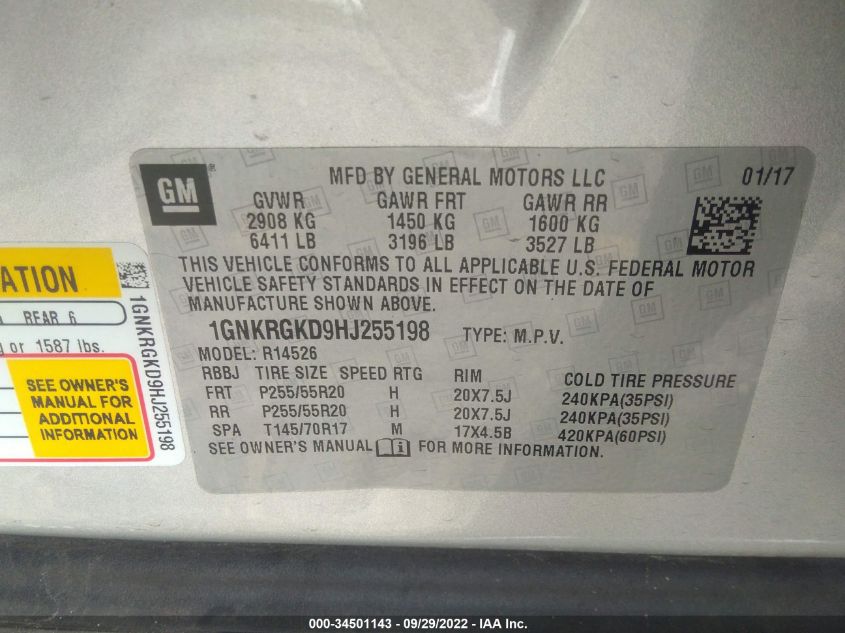 GM ®
MFD BY GENERAL MOTORS LLC 01/17
GVWR GAWR FRT GAWR RR
2908 KG 1450 KG 1600 KG
6411 LB 3196 LB 3527 LB
THIS VEHICLE CONFORMS TO ALL APPLICABLE U.S. FEDERAL MOTOR
VEHICLE SAFETY STANDARDS IN EFFECT ON THE DATE OF
MANUFACTURE SHOWN ABOVE.
1GNKRGKD9HJ255198 TYPE: M.P.V.
MODEL: R14526
RBBJ TIRE SIZE SPEED RTG RIM COLD TIRE PRESSURE
FRT P255/55R20 H 20X7.5J 240KPA(35PSI)
RR P255/55R20 H 20X7.5J 240KPA(35PSI)
SPA T145/70R17 M 17X4.5B 420KPA(60PSI)
SEE OWNER'S MANUAL i FOR MORE INFORMATION.
REAR 6
or 1587 lbs.
SEE OWNER'S
MANUAL FOR
ADDITIONAL
INFORMATION
1GNKRGKD9HJ255198
000-34501143 - 09/29/2022 - IAA Inc.